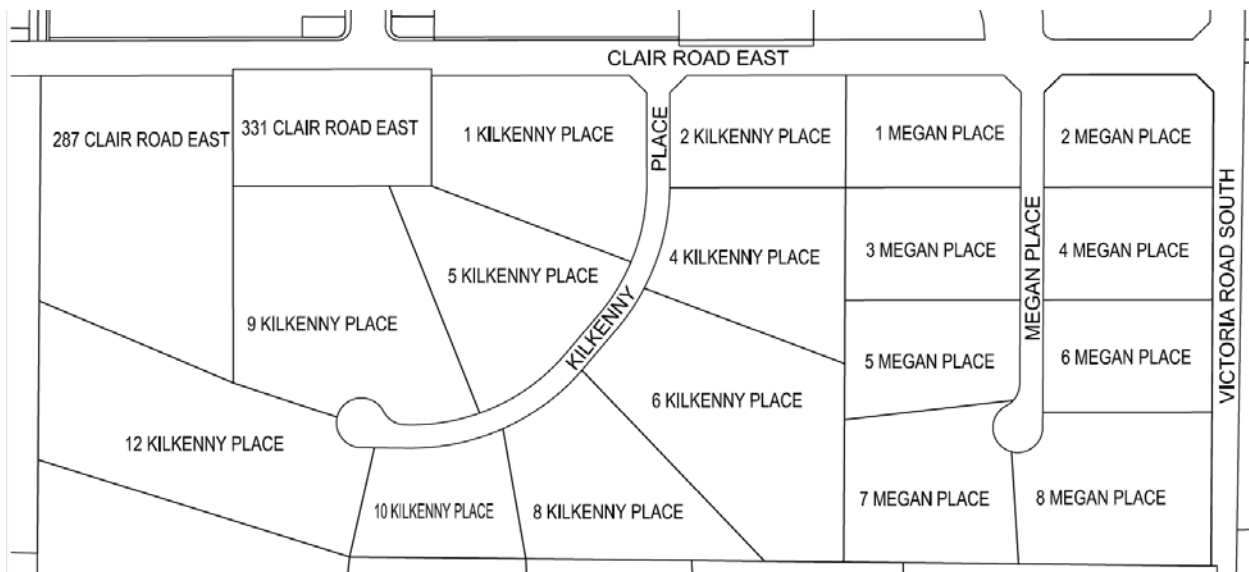 CLAIR ROAD EAST
287 CLAIR ROAD EAST
331 CLAIR ROAD EAST
1 KILKENNY PLACE
PLACE
2 KILKENNY PLACE
1 MEGAN PLACE
2 MEGAN PLACE
5 KILKENNY PLACE
4 KILKENNY PLACE
3 MEGAN PLACE
MEGAN PLACE
4 MEGAN PLACE
VICTORIA ROAD SOUTH
9 KILKENNY PLACE
KILKENNY
5 MEGAN PLACE
6 MEGAN PLACE
6 KILKENNY PLACE
12 KILKENNY PLACE
10 KILKENNY PLACE
8 KILKENNY PLACE
7 MEGAN PLACE
8 MEGAN PLACE